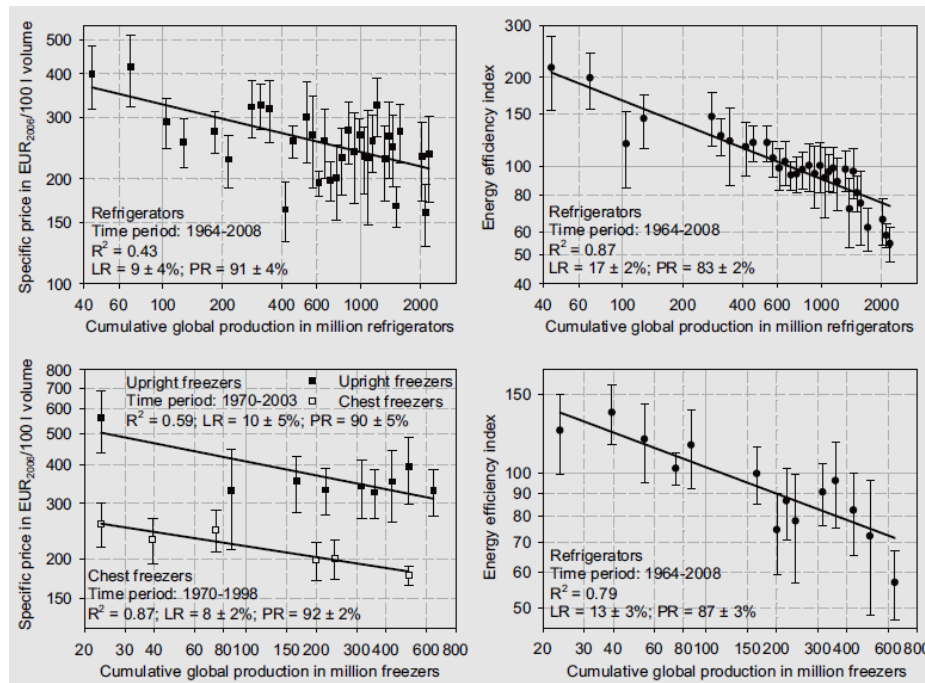 Specific price in EUR2006/100 l volume
500
400
300
200
150
100
Refrigerators
Time period: 1964-2008
R² = 0.43
LR = 9 ± 4%; PR = 91 ± 4%
40 60 100 200 400 600 1000 2000
Cumulative global production in million refrigerators
Energy efficiency index
300
200
150
100
80
60
50
40
Refrigerators
Time period: 1964-2008
R² = 0.87
LR = 17 ± 2%; PR = 83 ± 2%
40 60 100 200 400 600 1000 2000
Cumulative global production in million refrigerators
Specific price in EUR2006/100 l volume
800
700
600
500
400
300
200
150
Upright freezers
Time period: 1970-2003
R² = 0.59; LR = 10 ± 5%; PR = 90 ± 5%
Upright freezers
Chest freezers
Chest freezers
Time period: 1970-1998
R² = 0.87; LR = 8 ± 2%; PR = 92 ± 2%
20 30 40 60 80 100 150 200 300 400 600 800
Cumulative global production in million freezers
Energy efficiency index
150
100
90
80
70
60
50
Refrigerators
Time period: 1964-2008
R² = 0.79
LR = 13 ± 3%; PR = 87 ± 3%
20 30 40 60 80 100 150 200 300 400 600 800
Cumulative global production in million freezers